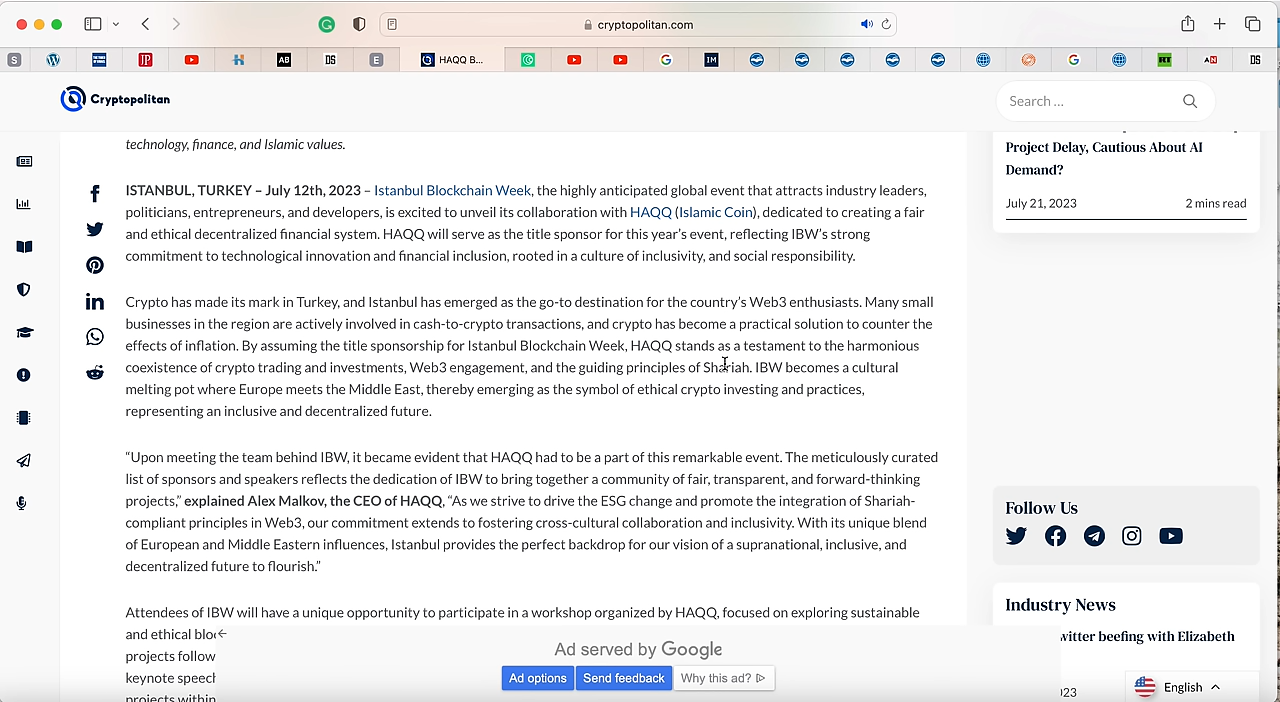 cryptopolitan.com
S
JP
H
AB
DS
E
HAQQ B...
G
IM
G
RT
AN
DS
Cryptopolitan
Search ...
technology, finance, and Islamic values.
ISTANBUL, TURKEY – July 12th, 2023 – Istanbul Blockchain Week, the highly anticipated global event that attracts industry leaders,
politicians, entrepreneurs, and developers, is excited to unveil its collaboration with HAQQ (Islamic Coin), dedicated to creating a fair
and ethical decentralized financial system. HAQQ will serve as the title sponsor for this year's event, reflecting IBW's strong
commitment to technological innovation and financial inclusion, rooted in a culture of inclusivity, and social responsibility.
Crypto has made its mark in Turkey, and Istanbul has emerged as the go-to destination for the country's Web3 enthusiasts. Many small
businesses in the region are actively involved in cash-to-crypto transactions, and crypto has become a practical solution to counter the
effects of inflation. By assuming the title sponsorship for Istanbul Blockchain Week, HAQQ stands as a testament to the harmonious
coexistence of crypto trading and investments, Web3 engagement, and the guiding principles of Shariah. IBW becomes a cultural
melting pot where Europe meets the Middle East, thereby emerging as the symbol of ethical crypto investing and practices,
representing an inclusive and decentralized future.
“Upon meeting the team behind IBW, it became evident that HAQQ had to be a part of this remarkable event. The meticulously curated
list of sponsors and speakers reflects the dedication of IBW to bring together a community of fair, transparent, and forward-thinking
projects,” explained Alex Malkov, the CEO of HAQQ, “As we strive to drive the ESG change and promote the integration of Shariah-
compliant principles in Web3, our commitment extends to fostering cross-cultural collaboration and inclusivity. With its unique blend
of European and Middle Eastern influences, Istanbul provides the perfect backdrop for our vision of a supranational, inclusive, and
decentralized future to flourish.”
Attendees of IBW will have a unique opportunity to participate in a workshop organized by HAQQ, focused on exploring sustainable
and ethical bloc
projects follow
keynote speech
projects within
Project Delay, Cautious About AI
Demand?
July 21, 2023
2 mins read
Follow Us
Industry News
witter beefing with Elizabeth
023
Ad served by Google
Ad options
Send feedback
Why this ad?
English